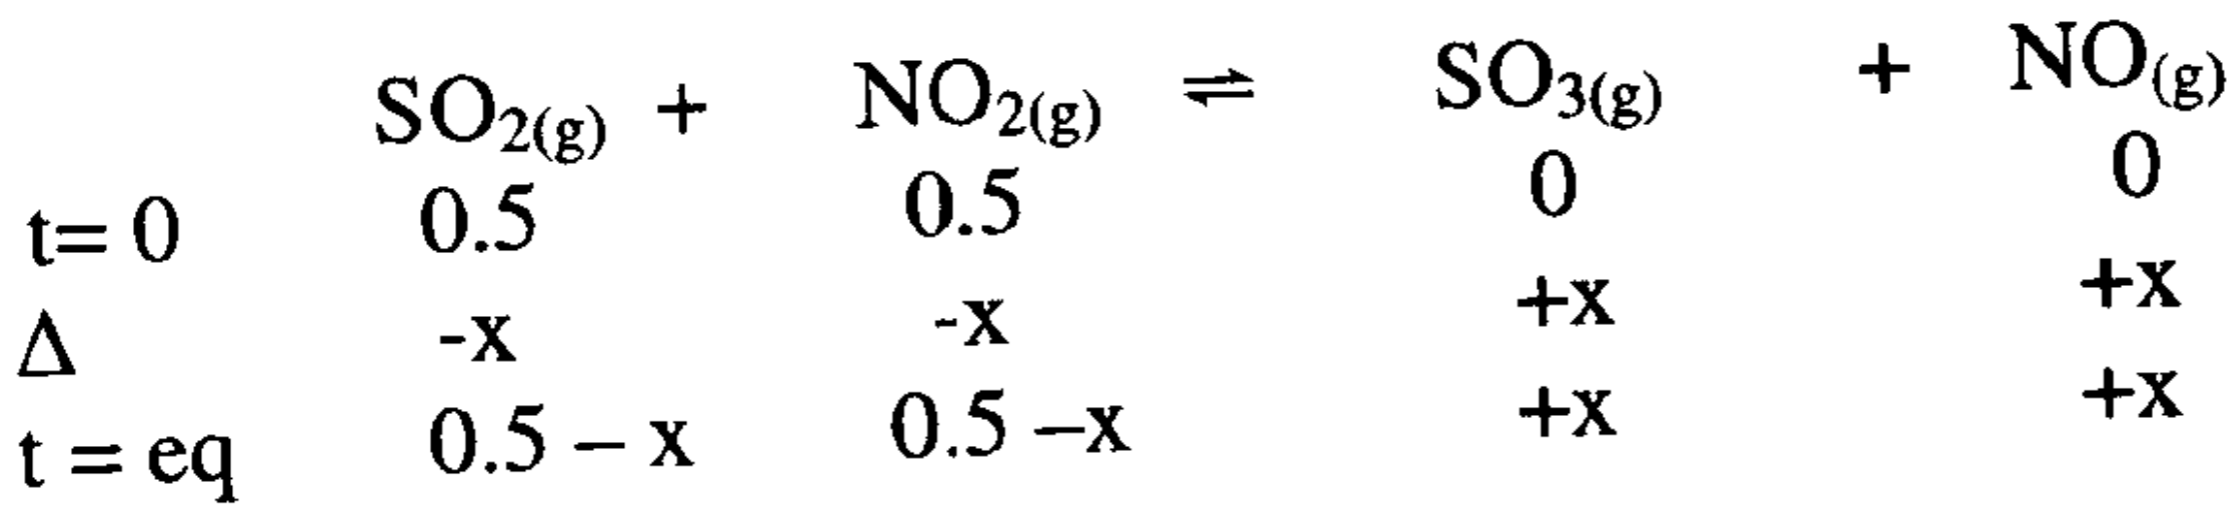 SO₂(g) + NO₂(g) ⇌ SO₃(g) + NO(g)
t= 0 0.5 0.5 0 0
Δ -x -x +x +x
t = eq 0.5 – x 0.5 –x +x +x